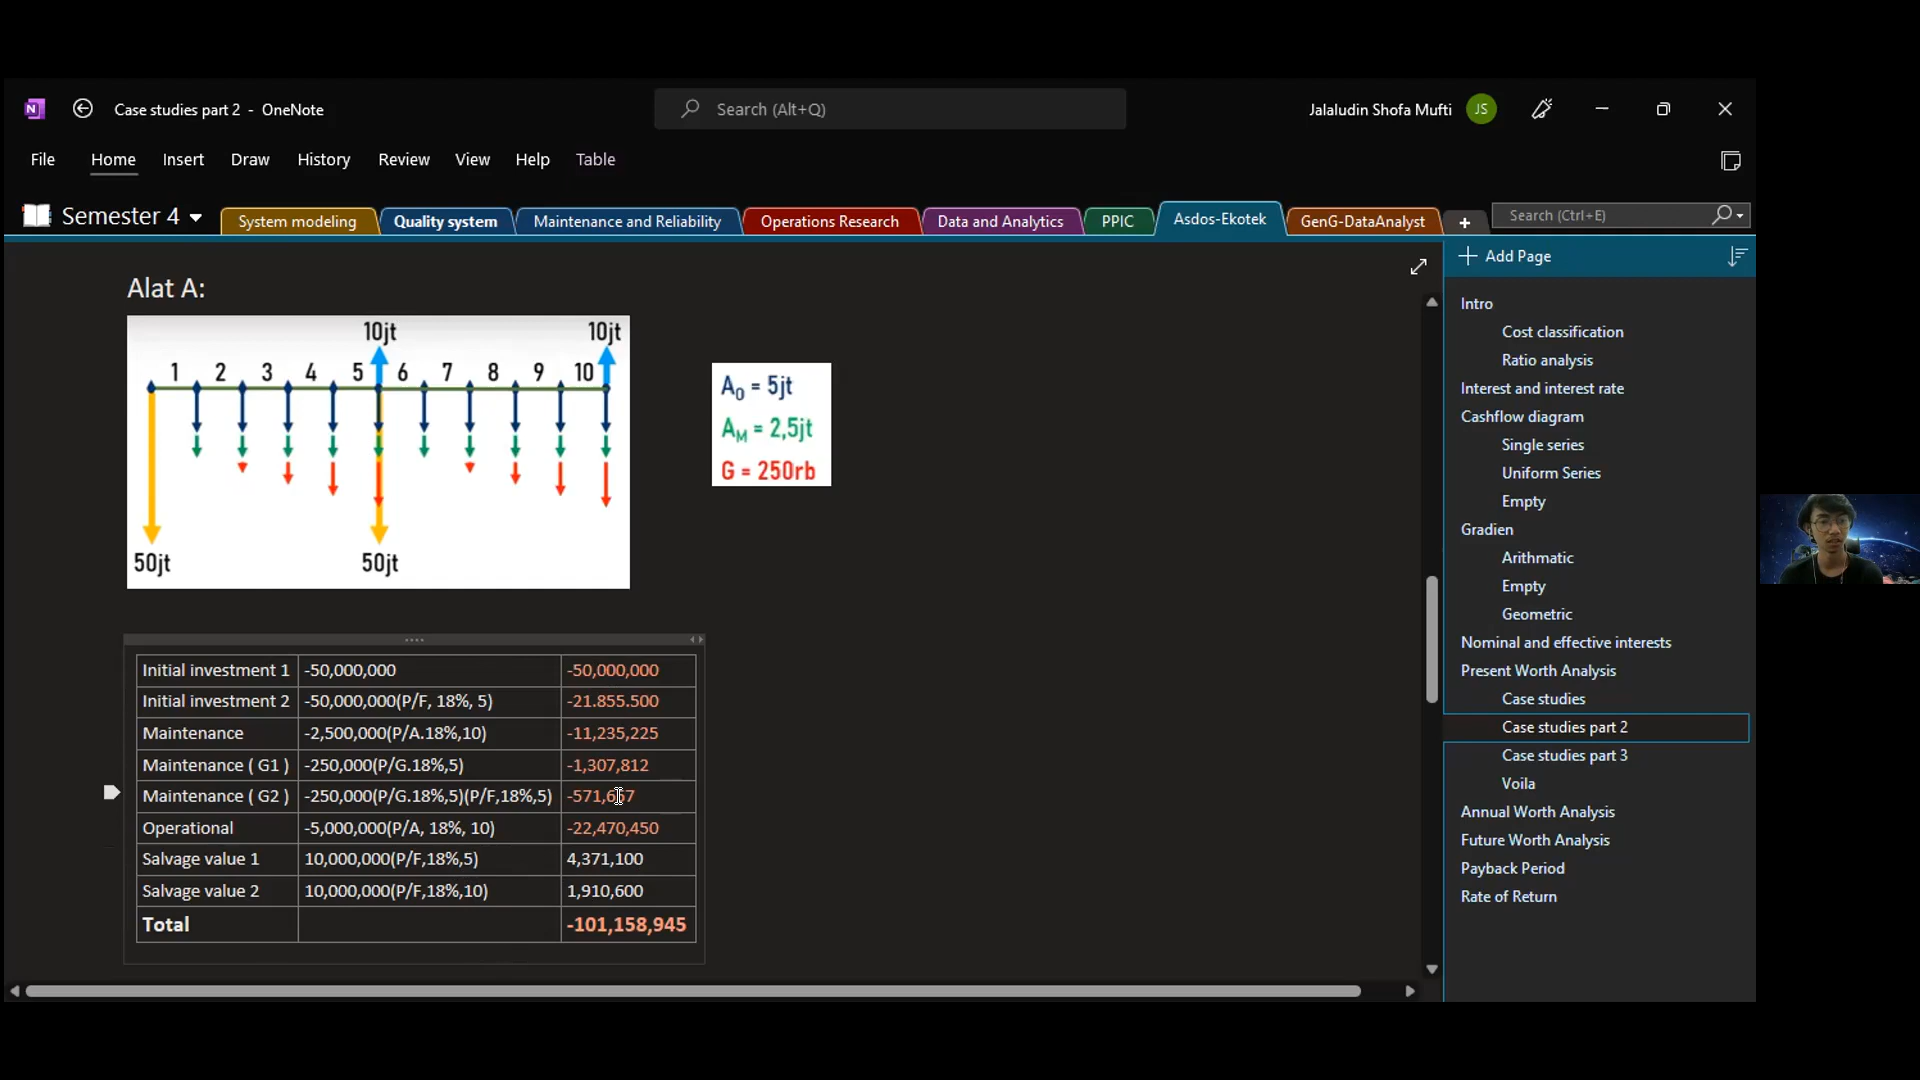 Case studies part 2 - OneNote
Search (Alt+Q)
Jalaludin Shofa Mufti
JS
File Home Insert Draw History Review View Help Table
Semester 4
System modeling
Quality system
Maintenance and Reliability
Operations Research
Data and Analytics
PPIC
Asdos-Ekotek
GenG-DataAnalyst
+
Search (Ctrl+E)
Add Page
Intro
Cost classification
Ratio analysis
Interest and interest rate
Cashflow diagram
Single series
Uniform Series
Empty
Gradien
Arithmatic
Empty
Geometric
Nominal and effective interests
Present Worth Analysis
Case studies
Case studies part 2
Case studies part 3
Voila
Annual Worth Analysis
Future Worth Analysis
Payback Period
Rate of Return
Alat A:
10jt 10jt
1 2 3 4 5 6 7 8 9 10
50jt 50jt
A₀ = 5jt
Aᴍ = 2,5jt
G = 250rb
Initial investment 1 -50,000,000 -50,000,000
Initial investment 2 -50,000,000(P/F, 18%, 5) -21.855.500
Maintenance -2,500,000(P/A.18%,10) -11,235,225
Maintenance ( G1 ) -250,000(P/G.18%,5) -1,307,812
Maintenance ( G2 ) -250,000(P/G.18%,5)(P/F,18%,5) -571,657
Operational -5,000,000(P/A, 18%, 10) -22,470,450
Salvage value 1 10,000,000(P/F,18%,5) 4,371,100
Salvage value 2 10,000,000(P/F,18%,10) 1,910,600
Total -101,158,945